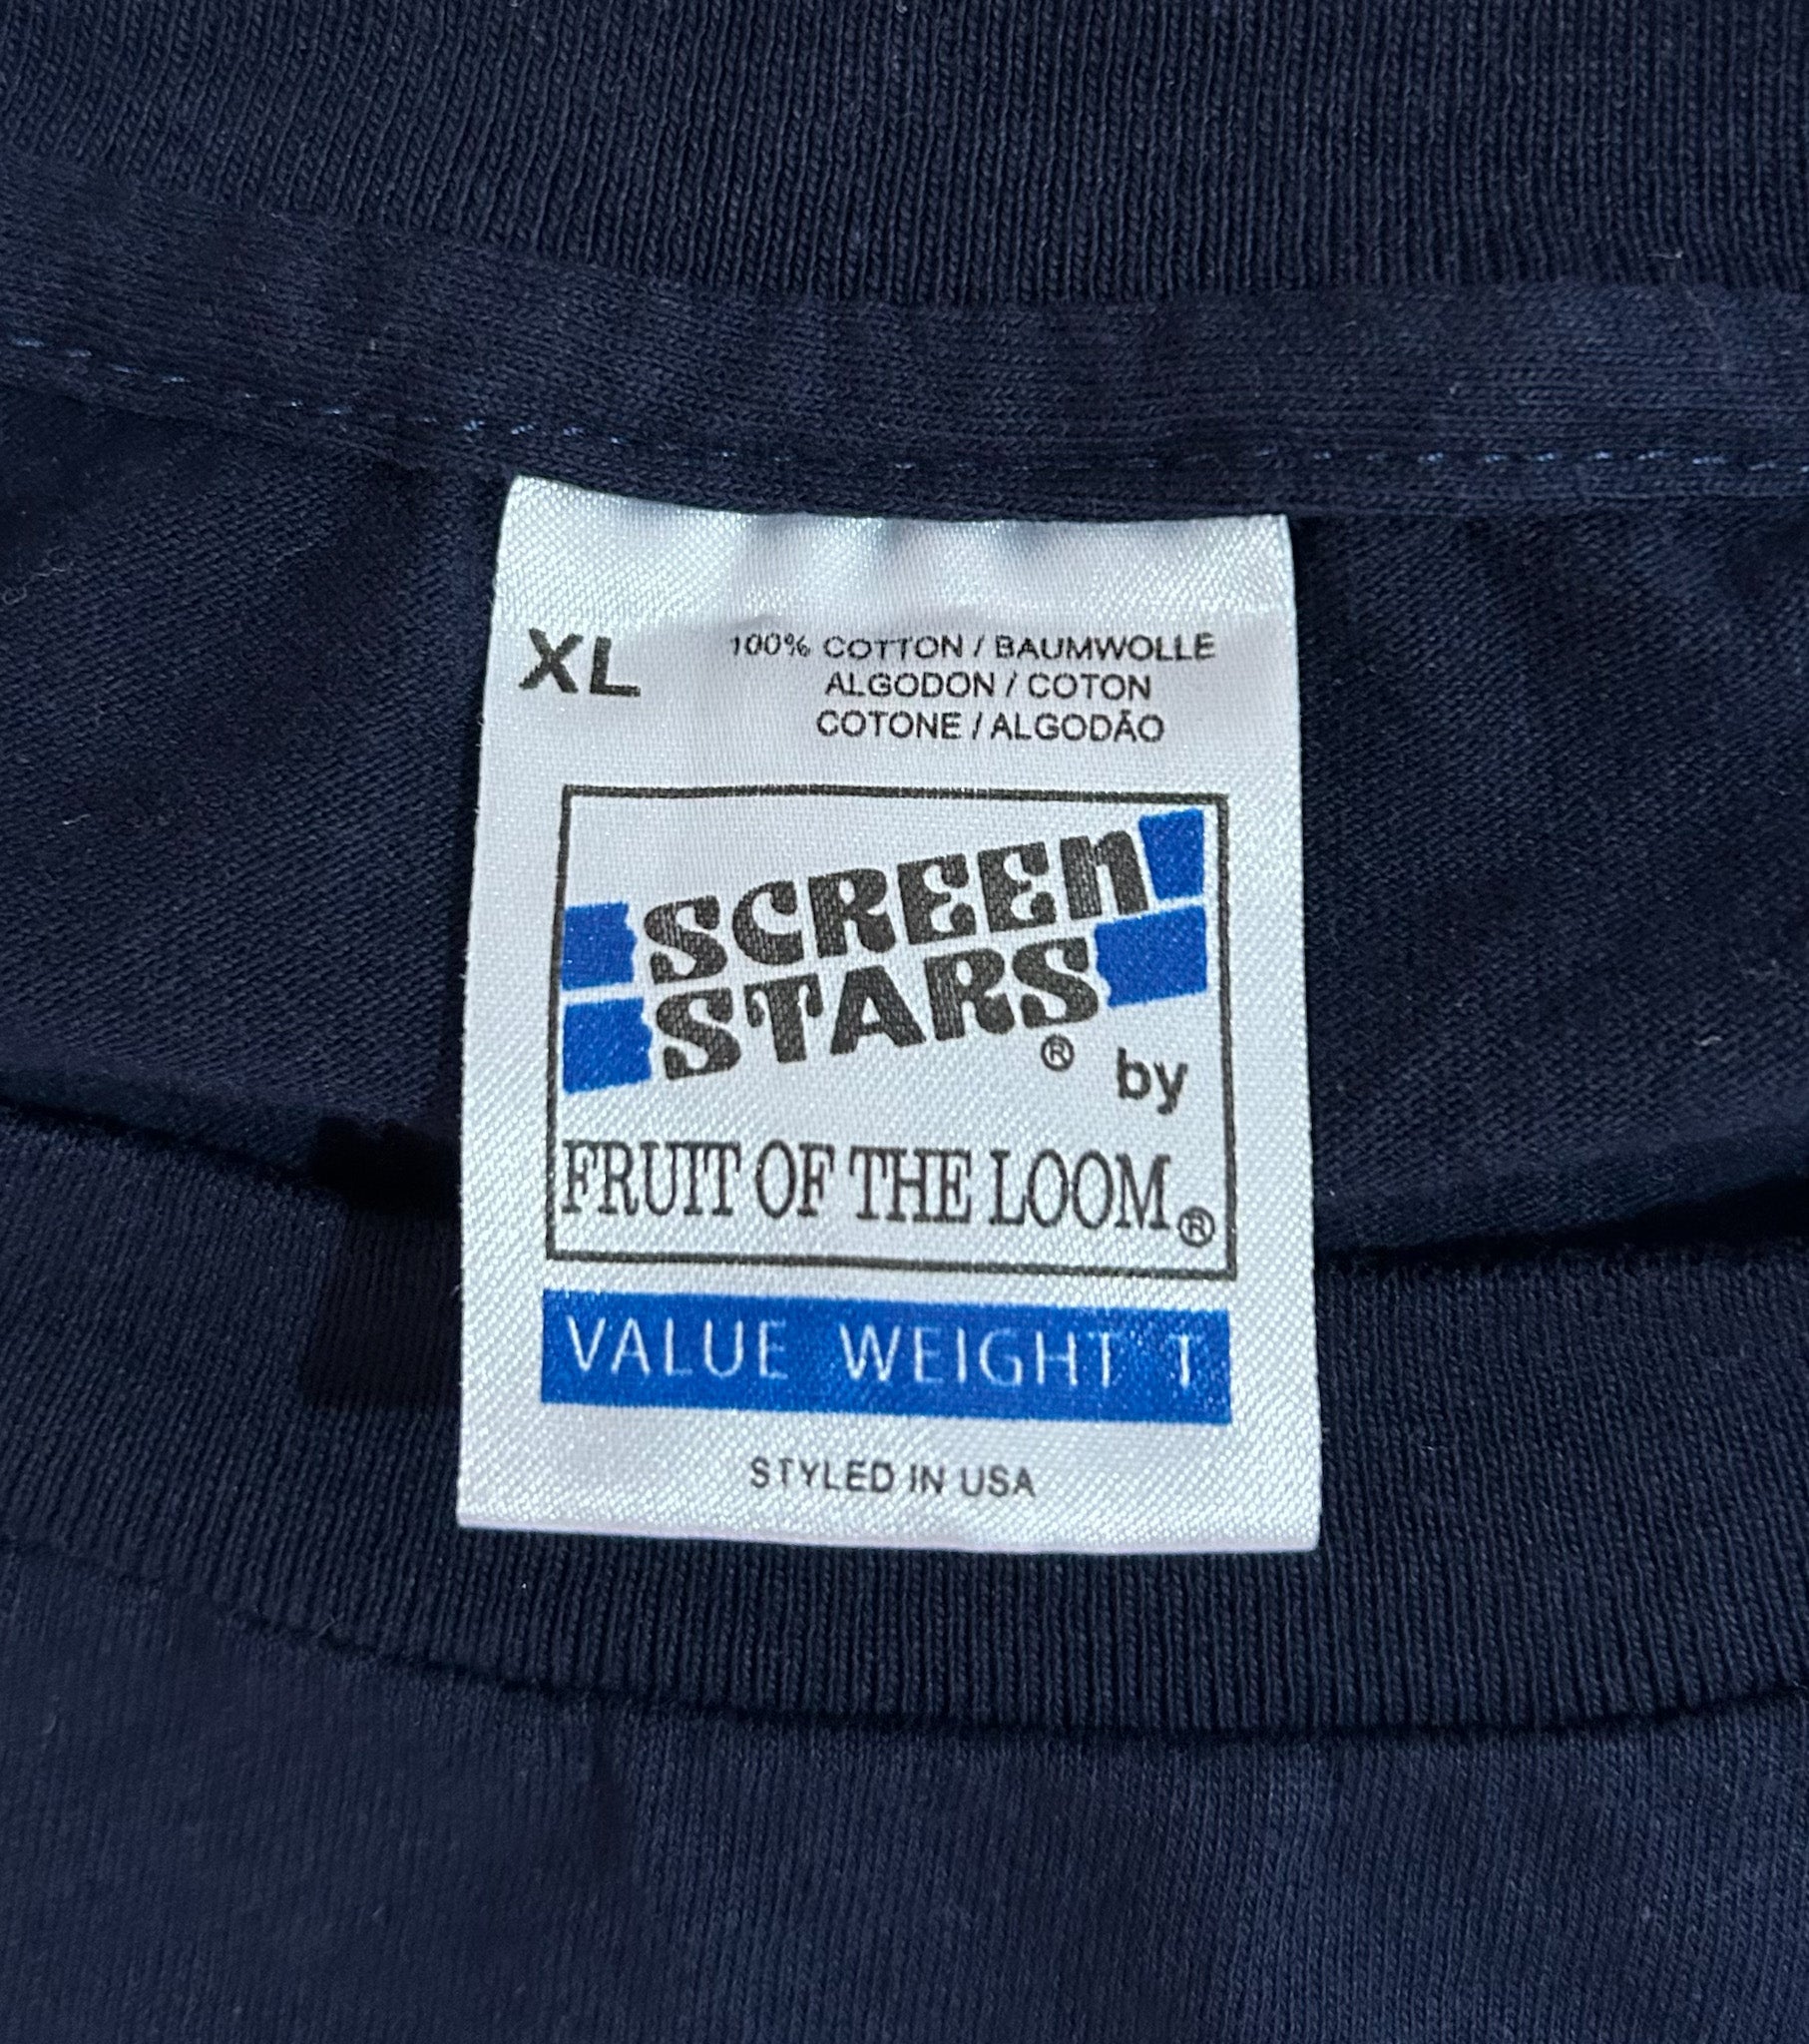 XL
100% COTTON / BAUMWOLLE
ALGODON / COTON
COTONE / ALGODÃO
SCREEN
STARS® by
FRUIT OF THE LOOM®
VALUE WEIGHT T
STYLED IN USA